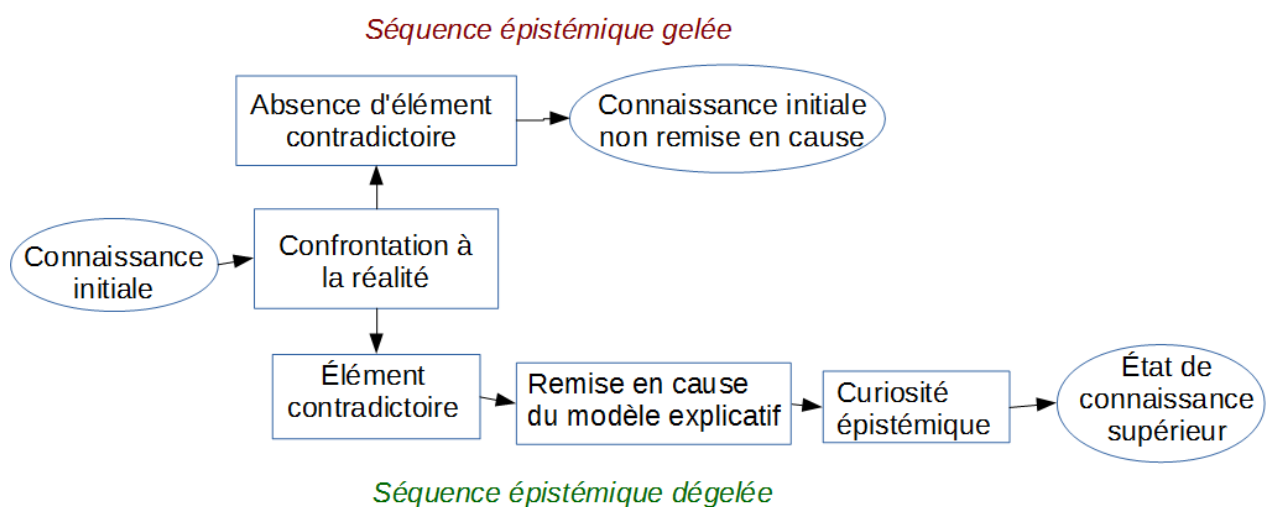 Séquence épistémique gelée
Absence d'élément
contradictoire
Connaissance initiale
non remise en cause
Connaissance
initiale
Confrontation à
la réalité
Élément
contradictoire
Remise en cause
du modèle explicatif
Curiosité
épistémique
État de
connaissance
supérieur
Séquence épistémique dégelée